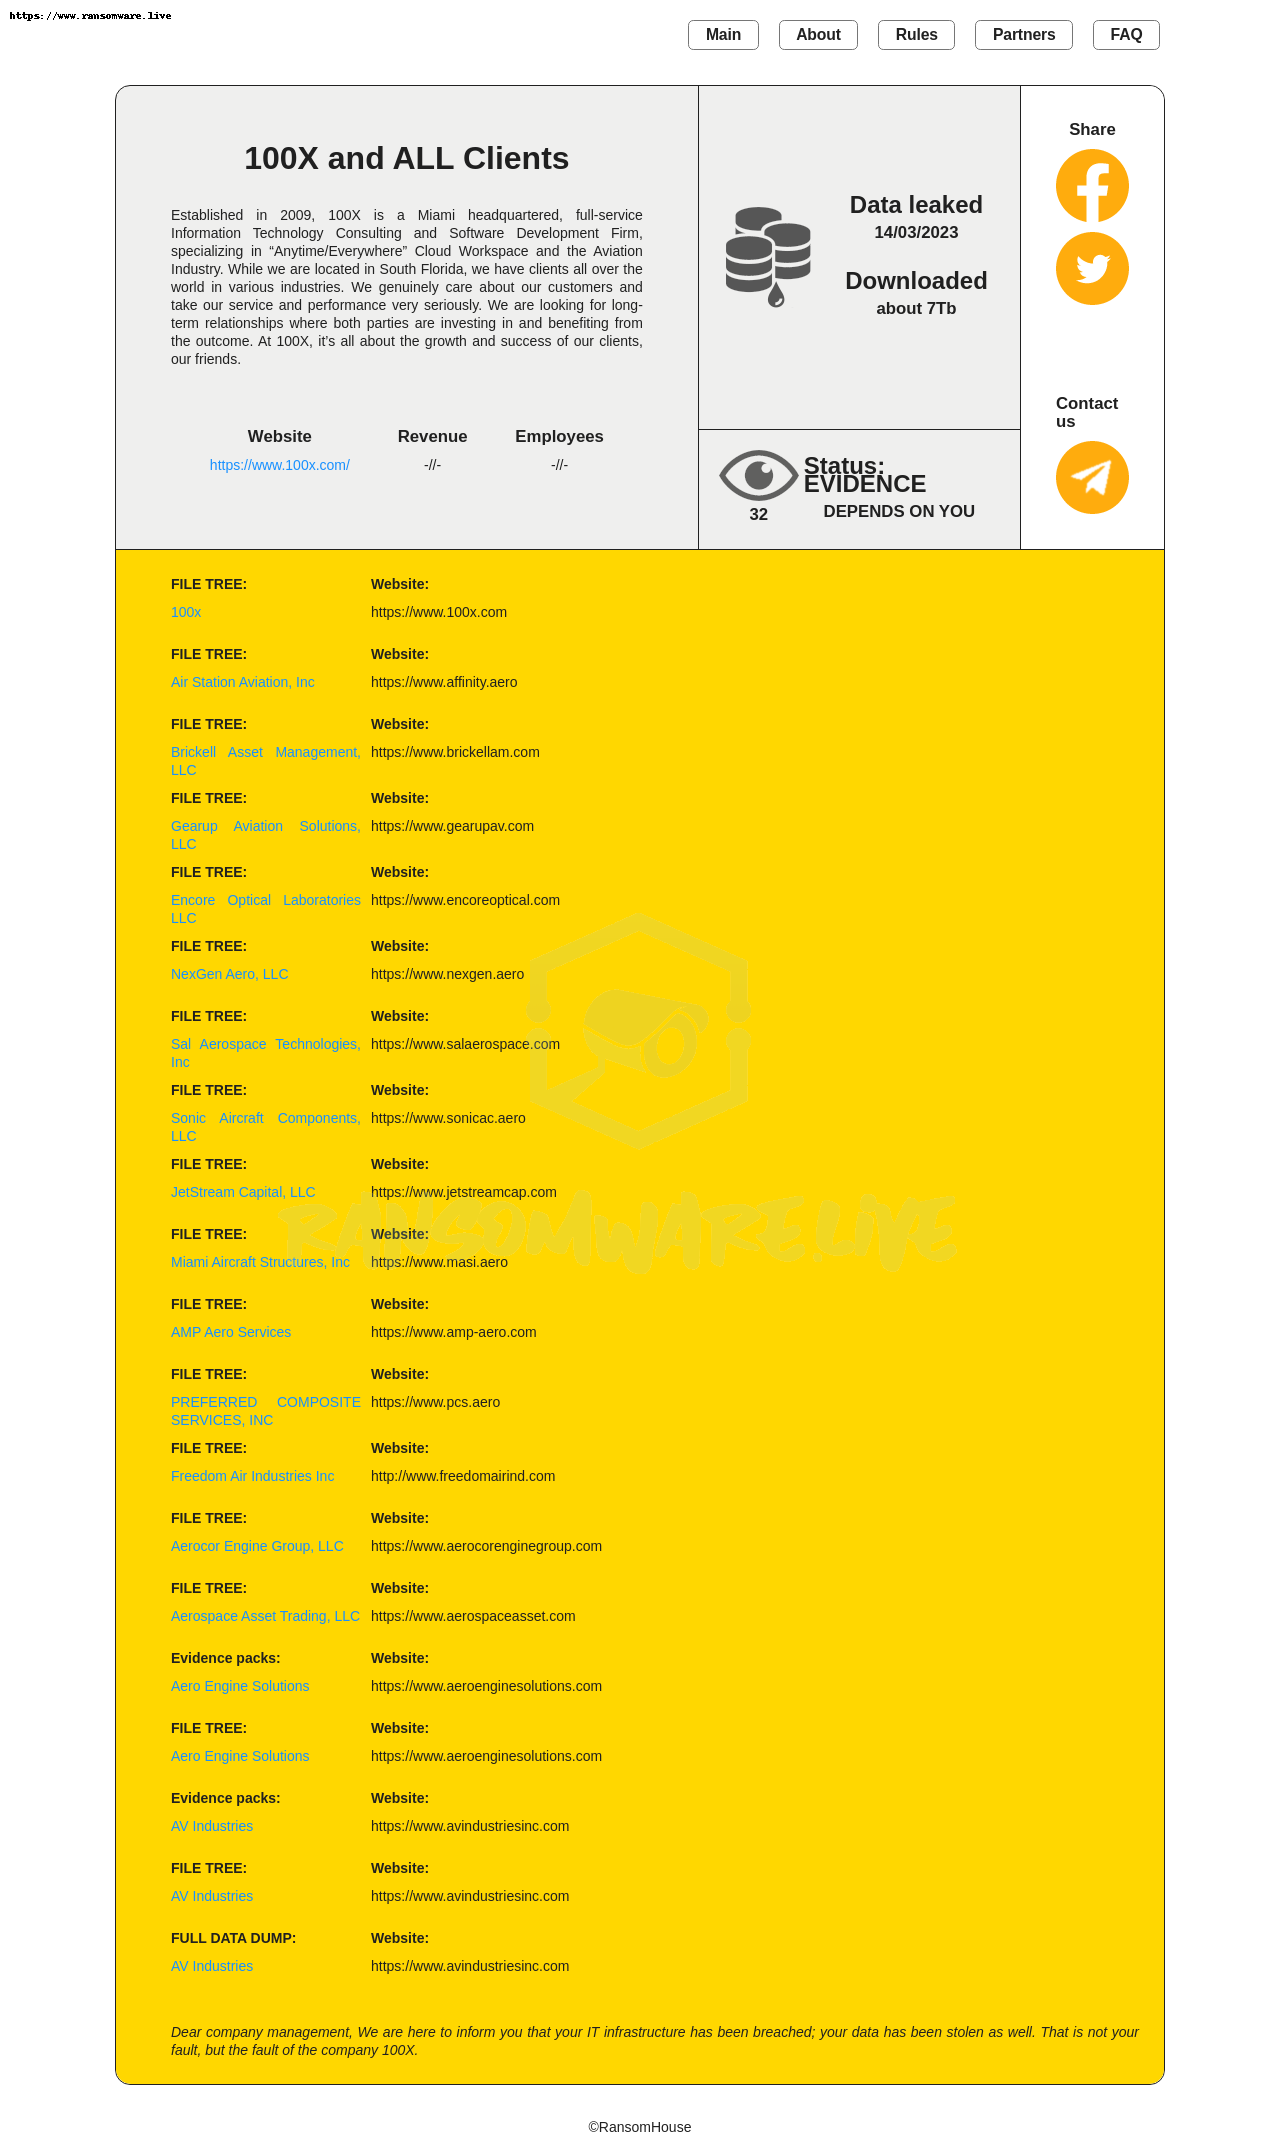 https://www.ransomware.live
Main
About
Rules
Partners
FAQ
100X and ALL Clients
Established in 2009, 100X is a Miami headquartered, full-service
Information Technology Consulting and Software Development Firm,
specializing in “Anytime/Everywhere” Cloud Workspace and the Aviation
Industry. While we are located in South Florida, we have clients all over the
world in various industries. We genuinely care about our customers and
take our service and performance very seriously. We are looking for long-
term relationships where both parties are investing in and benefiting from
the outcome. At 100X, it’s all about the growth and success of our clients,
our friends.
Website
Revenue
Employees
https://www.100x.com/
-//-
-//-
Data leaked
14/03/2023
Downloaded
about 7Tb
Status:
EVIDENCE
32
DEPENDS ON YOU
Share
Contact
us
FILE TREE: Website:
100x https://www.100x.com
FILE TREE: Website:
Air Station Aviation, Inc https://www.affinity.aero
FILE TREE: Website:
Brickell Asset Management, https://www.brickellam.com
LLC
FILE TREE: Website:
Gearup Aviation Solutions, https://www.gearupav.com
LLC
FILE TREE: Website:
Encore Optical Laboratories https://www.encoreoptical.com
LLC
FILE TREE: Website:
NexGen Aero, LLC https://www.nexgen.aero
FILE TREE: Website:
Sal Aerospace Technologies, https://www.salaerospace.com
Inc
FILE TREE: Website:
Sonic Aircraft Components, https://www.sonicac.aero
LLC
FILE TREE: Website:
JetStream Capital, LLC https://www.jetstreamcap.com
RANSOMWARE.LIVE
FILE TREE: Website:
Miami Aircraft Structures, Inc https://www.masi.aero
FILE TREE: Website:
AMP Aero Services https://www.amp-aero.com
FILE TREE: Website:
PREFERRED COMPOSITE https://www.pcs.aero
SERVICES, INC
FILE TREE: Website:
Freedom Air Industries Inc http://www.freedomairind.com
FILE TREE: Website:
Aerocor Engine Group, LLC https://www.aerocorenginegroup.com
FILE TREE: Website:
Aerospace Asset Trading, LLC https://www.aerospaceasset.com
Evidence packs: Website:
Aero Engine Solutions https://www.aeroenginesolutions.com
FILE TREE: Website:
Aero Engine Solutions https://www.aeroenginesolutions.com
Evidence packs: Website:
AV Industries https://www.avindustriesinc.com
FILE TREE: Website:
AV Industries https://www.avindustriesinc.com
FULL DATA DUMP: Website:
AV Industries https://www.avindustriesinc.com
Dear company management, We are here to inform you that your IT infrastructure has been breached; your data has been stolen as well. That is not your
fault, but the fault of the company 100X.
©RansomHouse